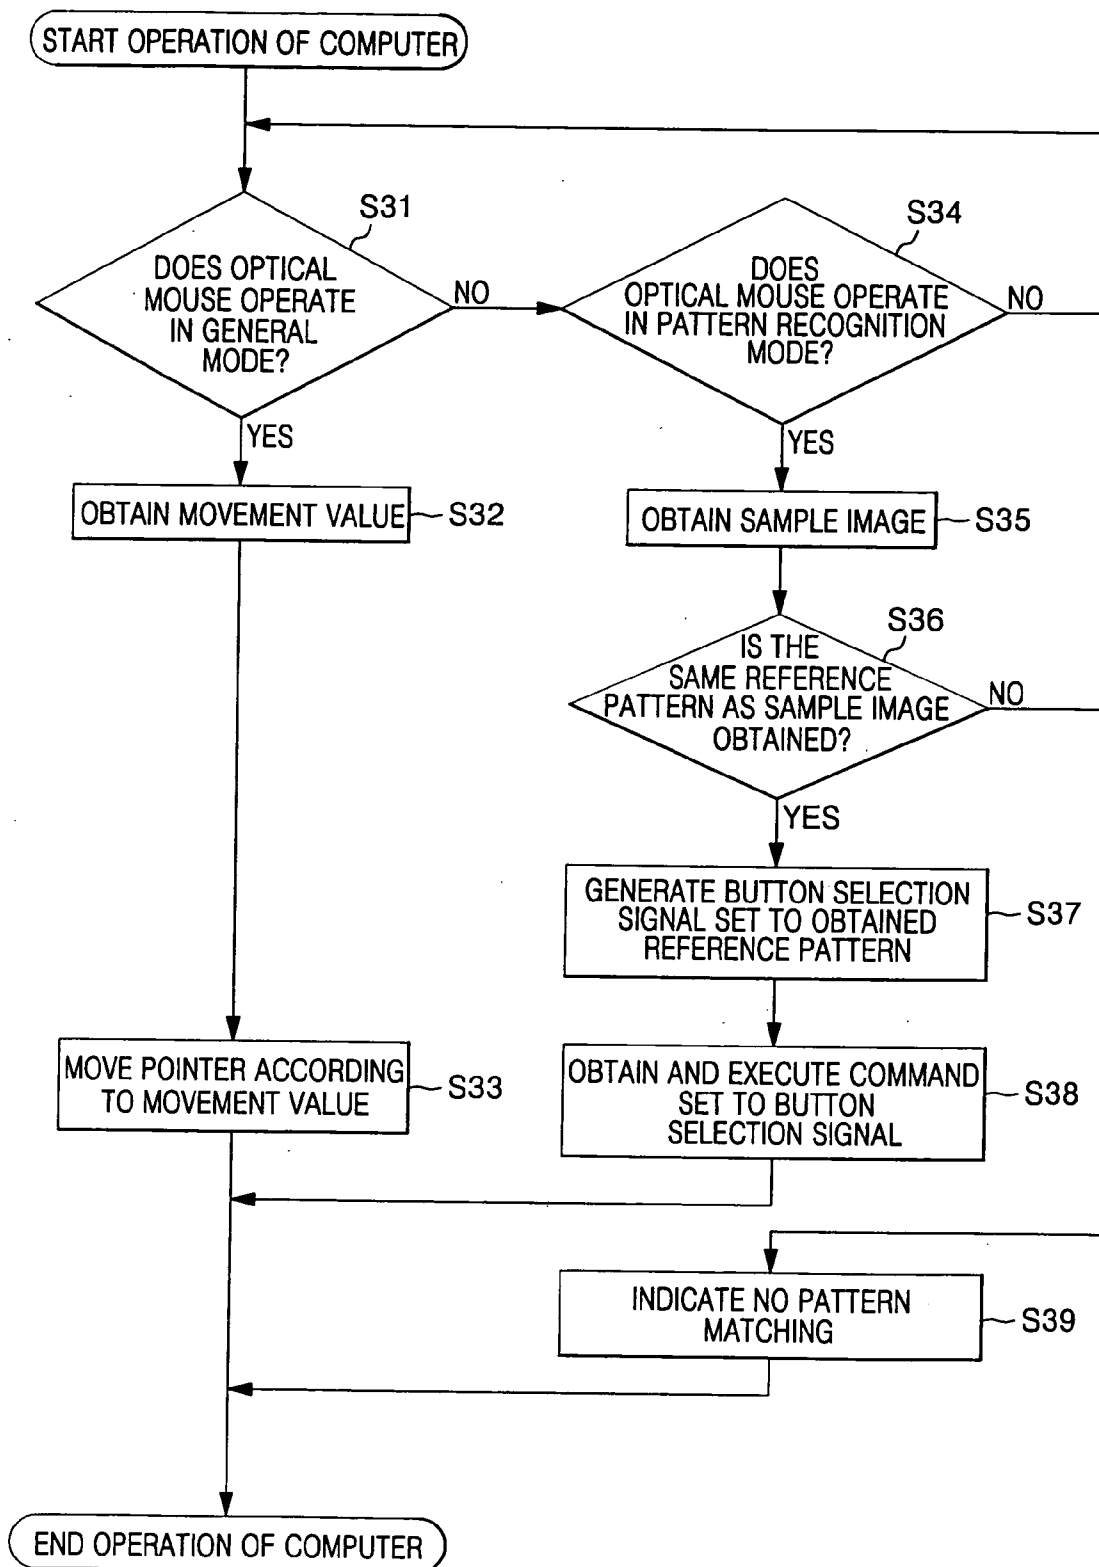 START OPERATION OF COMPUTER
S31
DOES OPTICAL
MOUSE OPERATE
IN GENERAL
MODE?
NO
YES
S34
DOES
OPTICAL MOUSE OPERATE
IN PATTERN RECOGNITION
MODE?
NO
YES
OBTAIN MOVEMENT VALUE
S32
OBTAIN SAMPLE IMAGE
S35
S36
IS THE
SAME REFERENCE
PATTERN AS SAMPLE IMAGE
OBTAINED?
NO
YES
GENERATE BUTTON SELECTION
SIGNAL SET TO OBTAINED
REFERENCE PATTERN
S37
MOVE POINTER ACCORDING
TO MOVEMENT VALUE
S33
OBTAIN AND EXECUTE COMMAND
SET TO BUTTON
SELECTION SIGNAL
S38
INDICATE NO PATTERN
MATCHING
S39
END OPERATION OF COMPUTER